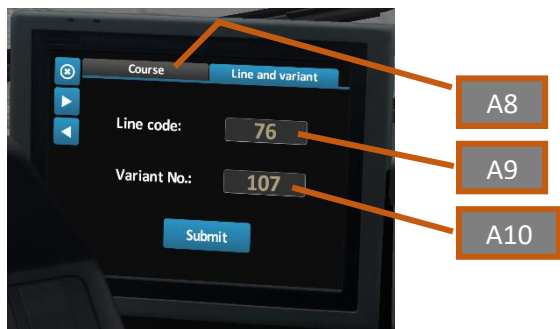 Course
Line and variant
Line code:
76
Variant No.:
107
Submit
A8
A9
A10